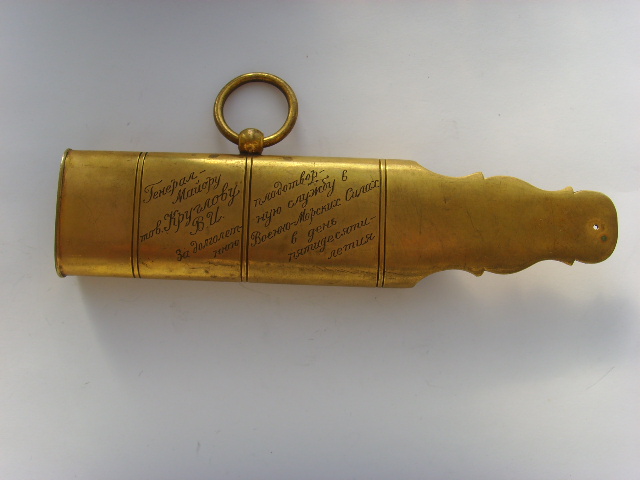 Генерал-
Майору
тов. Круглову
В.И.
За долголет-
нюю
плодотвор-
ную службу в
Военно-Морских Силах
в день
пятидесяти-
летия